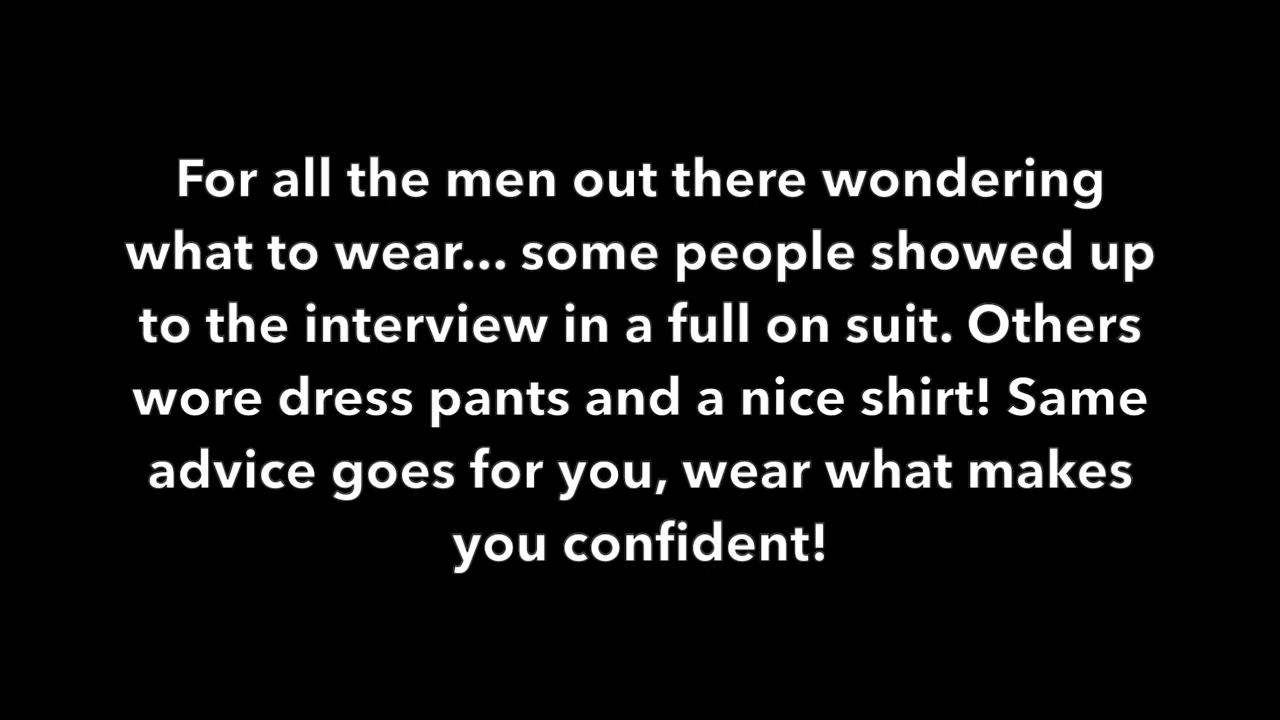 For all the men out there wondering
what to wear... some people showed up
to the interview in a full on suit. Others
wore dress pants and a nice shirt! Same
advice goes for you, wear what makes
you confident!